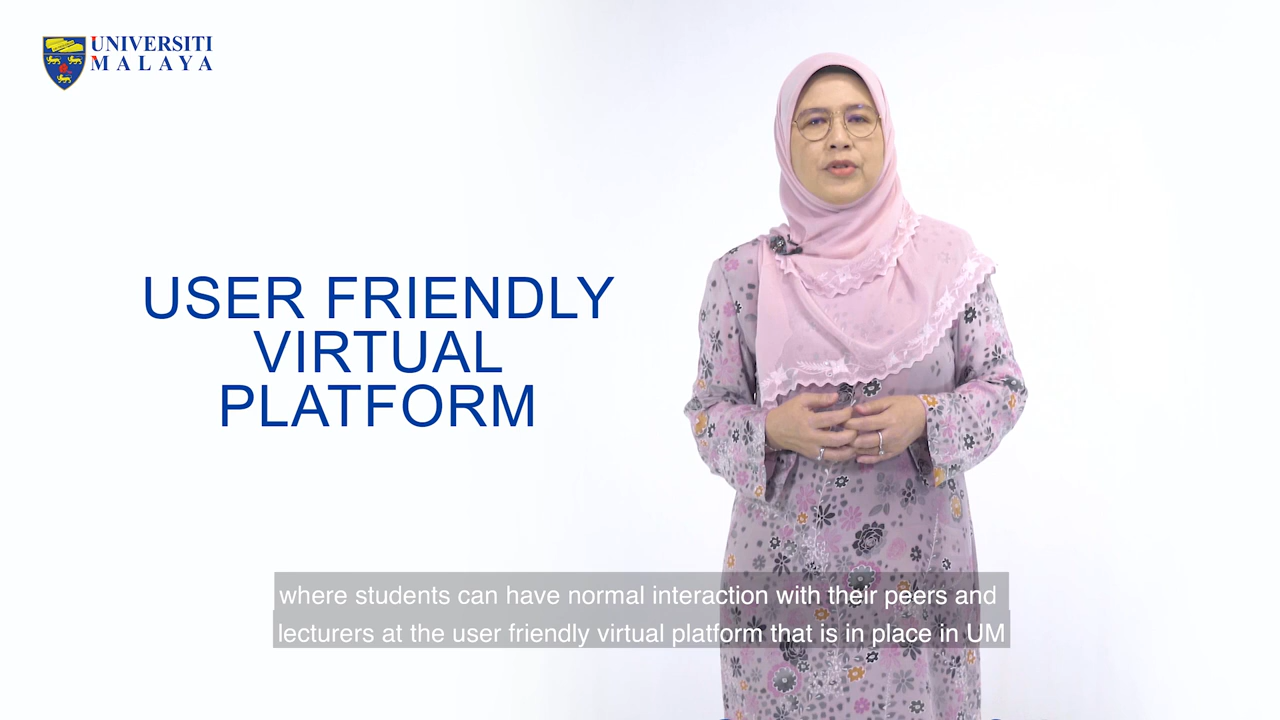 UNIVERSITI
MALAYA
USER FRIENDLY
VIRTUAL
PLATFORM
where students can have normal interaction with their peers and
lecturers at the user friendly virtual platform that is in place in UM